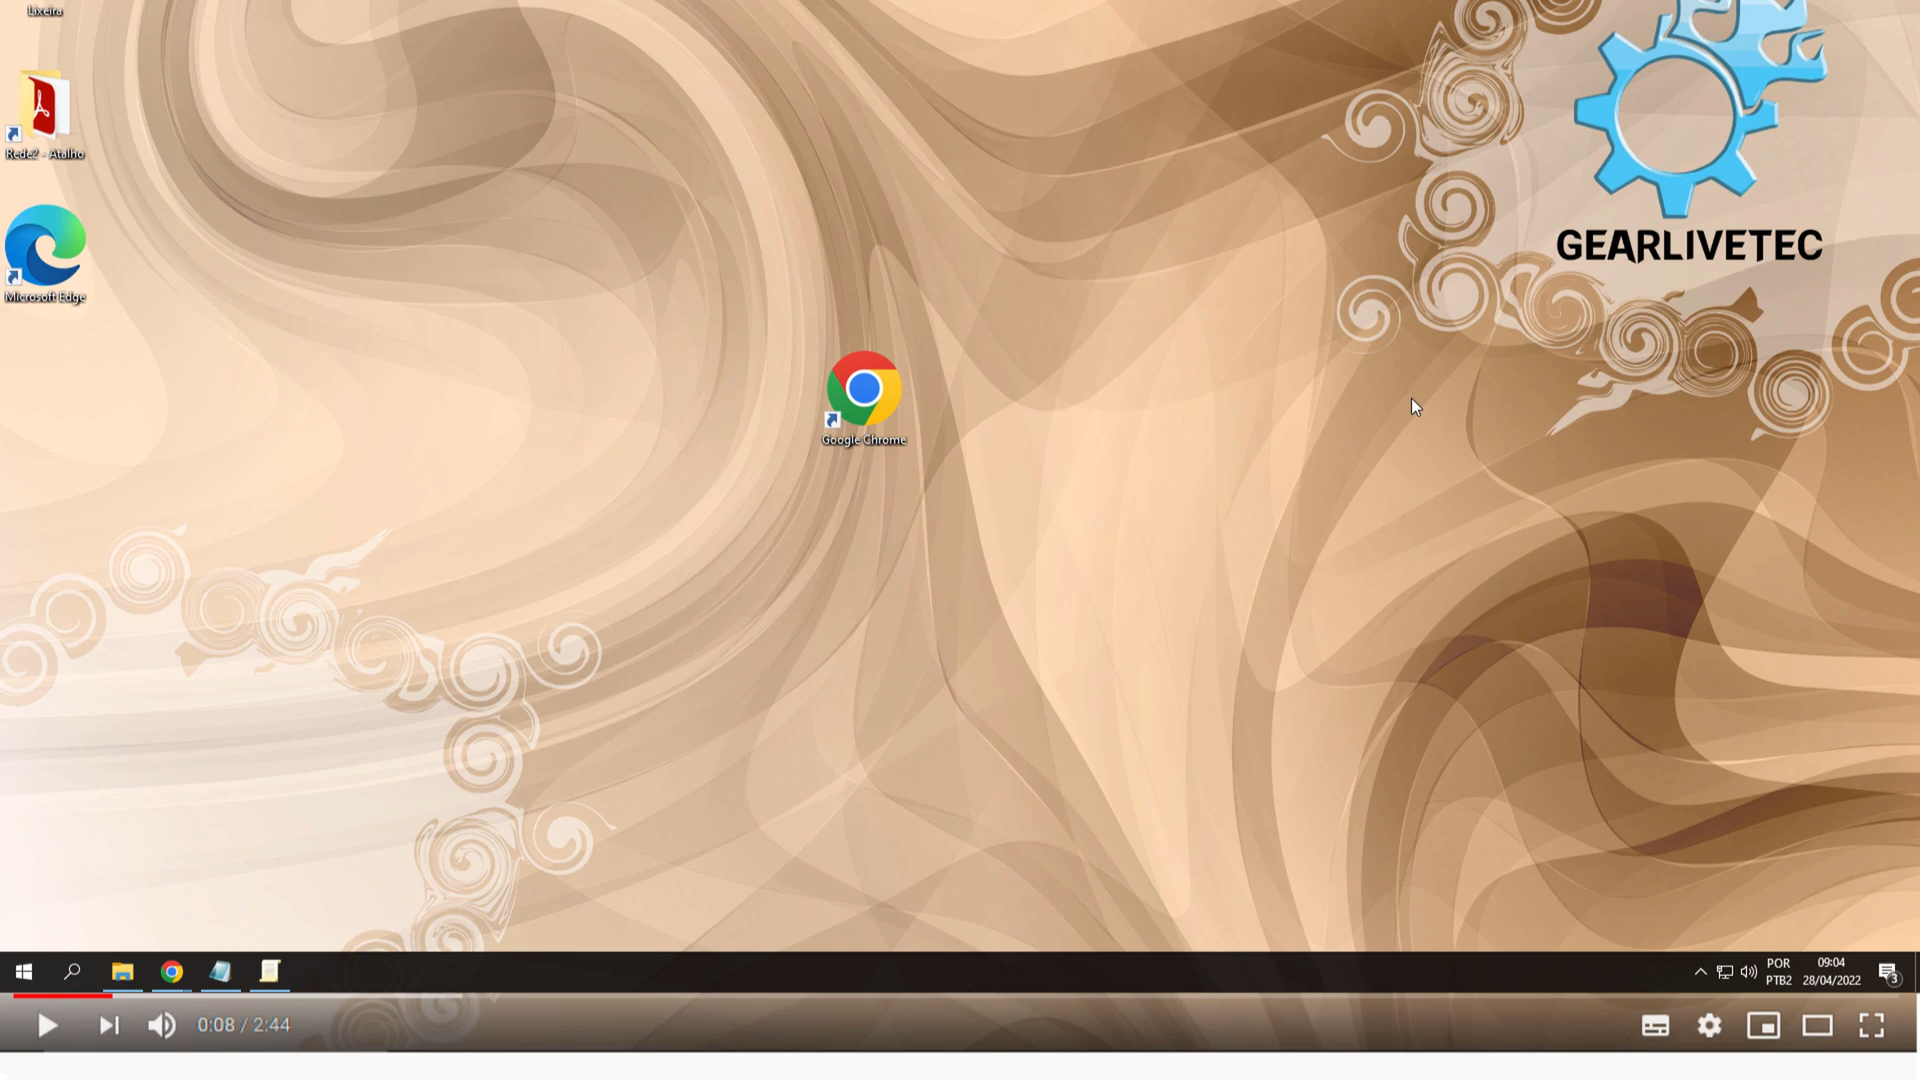 Lixeira
Rede2 - Atalho
Microsoft Edge
GEARLIVETEC
Google Chrome
POR
PTB2
09:04
28/04/2022
3
0:08 / 2:44